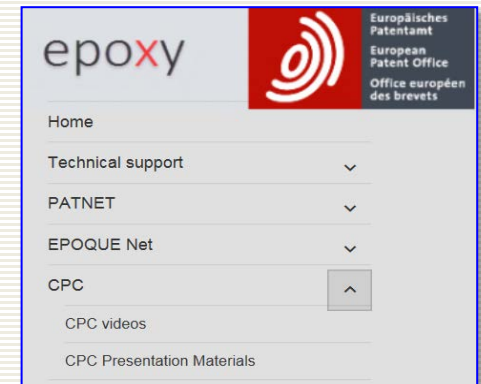 epoxy
Europäisches
Patentamt
European
Patent Office
Office européen
des brevets
Home
Technical support
PATNET
EPOQUE Net
CPC
CPC videos
CPC Presentation Materials